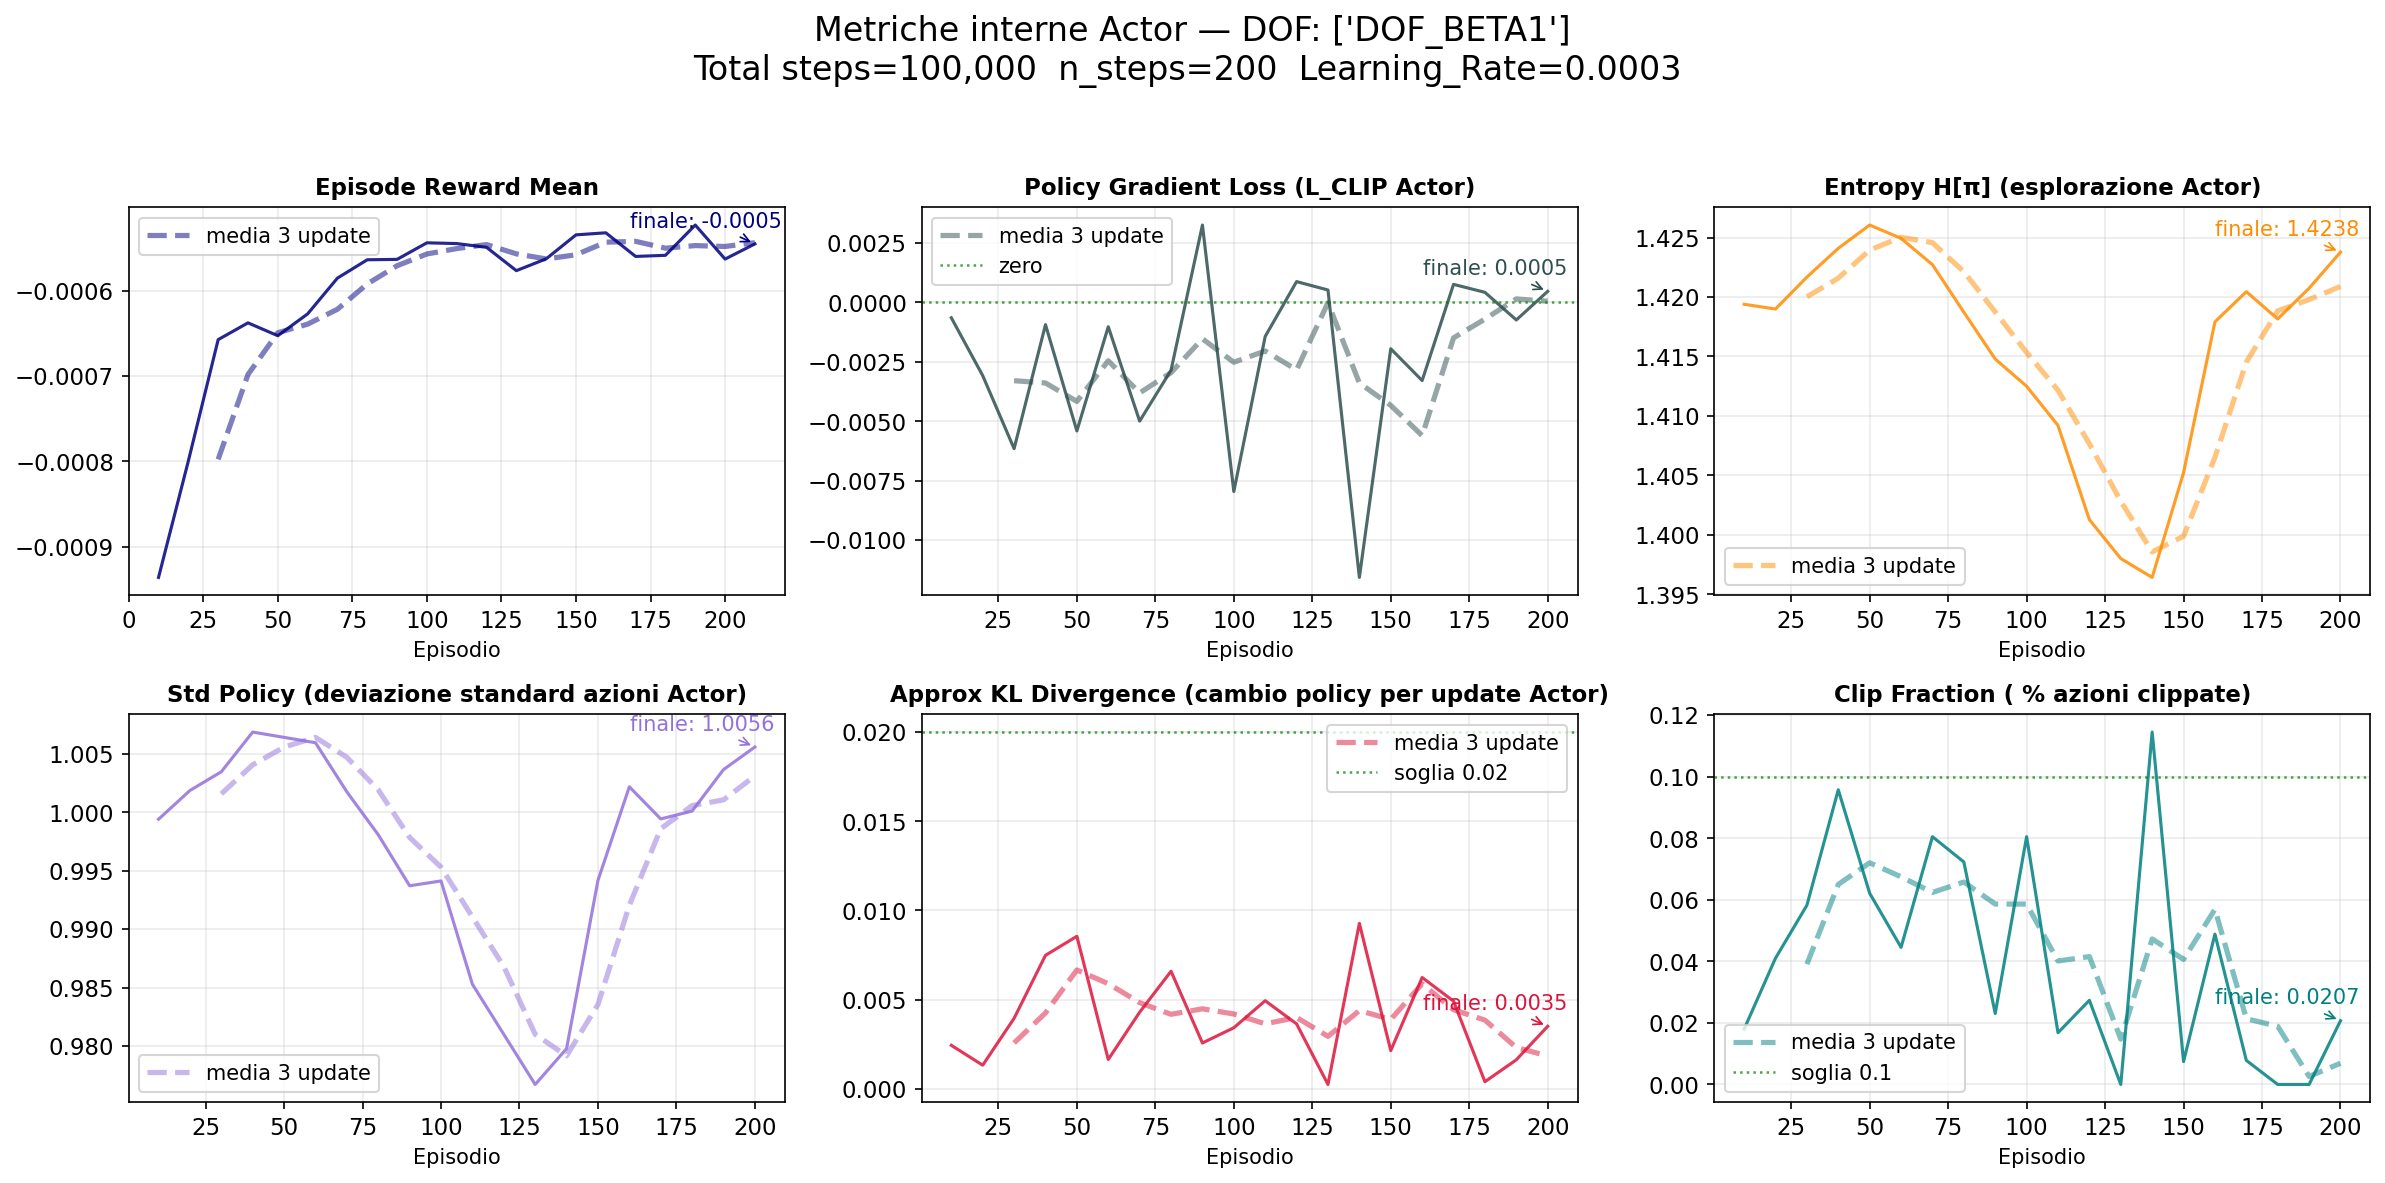 Metriche interne Actor — DOF: ['DOF_BETA1']
Total steps=100,000  n_steps=200  Learning_Rate=0.0003
Episode Reward Mean
finale: -0.0005
media 3 update
−0.0006
−0.0007
−0.0008
−0.0009
0 25 50 75 100 125 150 175 200
Episodio
Policy Gradient Loss (L_CLIP Actor)
media 3 update
zero
finale: 0.0005
0.0025
0.0000
−0.0025
−0.0050
−0.0075
−0.0100
25 50 75 100 125 150 175 200
Episodio
Entropy H[π] (esplorazione Actor)
finale: 1.4238
media 3 update
1.425
1.420
1.415
1.410
1.405
1.400
1.395
25 50 75 100 125 150 175 200
Episodio
Std Policy (deviazione standard azioni Actor)
finale: 1.0056
media 3 update
1.005
1.000
0.995
0.990
0.985
0.980
25 50 75 100 125 150 175 200
Episodio
Approx KL Divergence (cambio policy per update Actor)
media 3 update
soglia 0.02
finale: 0.0035
0.020
0.015
0.010
0.005
0.000
25 50 75 100 125 150 175 200
Episodio
Clip Fraction ( % azioni clippate)
finale: 0.0207
media 3 update
soglia 0.1
0.12
0.10
0.08
0.06
0.04
0.02
0.00
25 50 75 100 125 150 175 200
Episodio